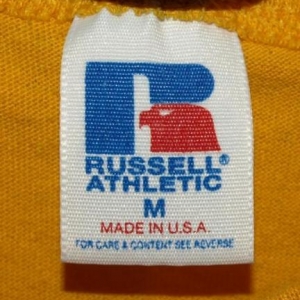 R
RUSSELL®
ATHLETIC
M
MADE IN U.S.A.
FOR CARE & CONTENT SEE REVERSE